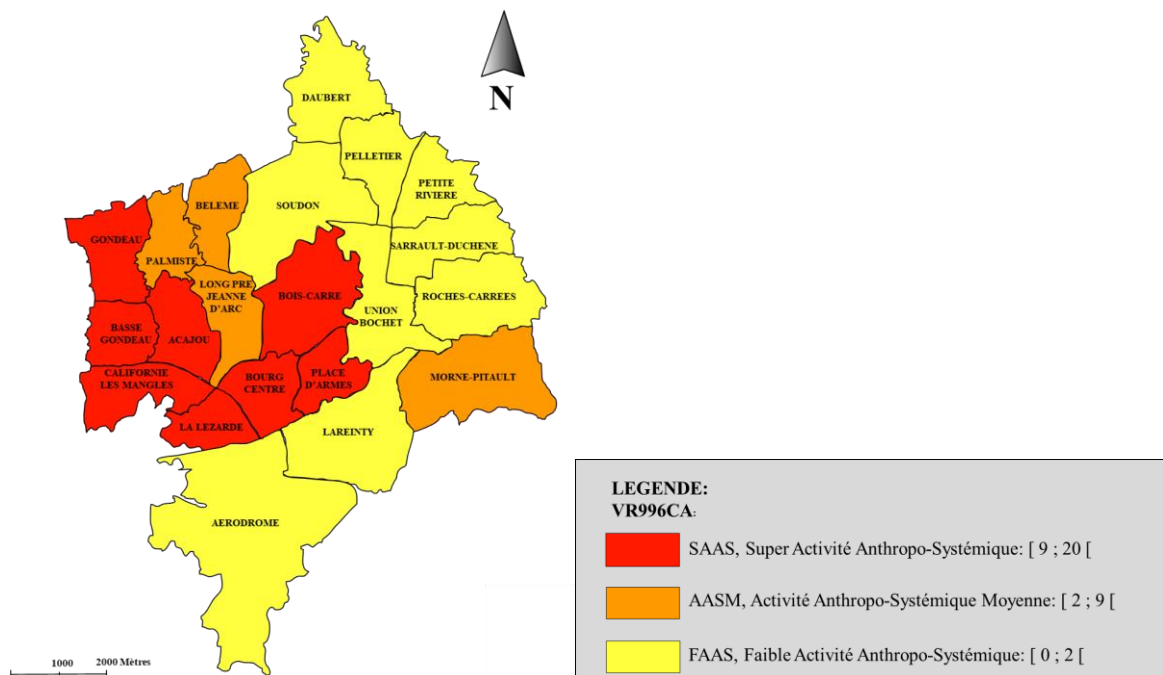 N
DAUBERT
PELLETIER
PETITE
RIVIERE
BELEME
SOUDON
GONDEAU
SARRAULT-DUCHENE
PALMISTE
LONG PRE
JEANNE
D'ARC
BOIS-CARRE
ROCHES-CARREES
UNION
BOCHET
BASSE
GONDEAU
ACAJOU
CALIFORNIE
LES MANGLES
BOURG
CENTRE
PLACE
D'ARMES
MORNE-PITAULT
LA LEZARDE
LAREINTY
AERODROME
1000 2000 Mètres
LEGENDE:
VR996CA:
SAAS, Super Activité Anthropo-Systémique: [ 9 ; 20 [
AASM, Activité Anthropo-Systémique Moyenne: [ 2 ; 9 [
FAAS, Faible Activité Anthropo-Systémique: [ 0 ; 2 [